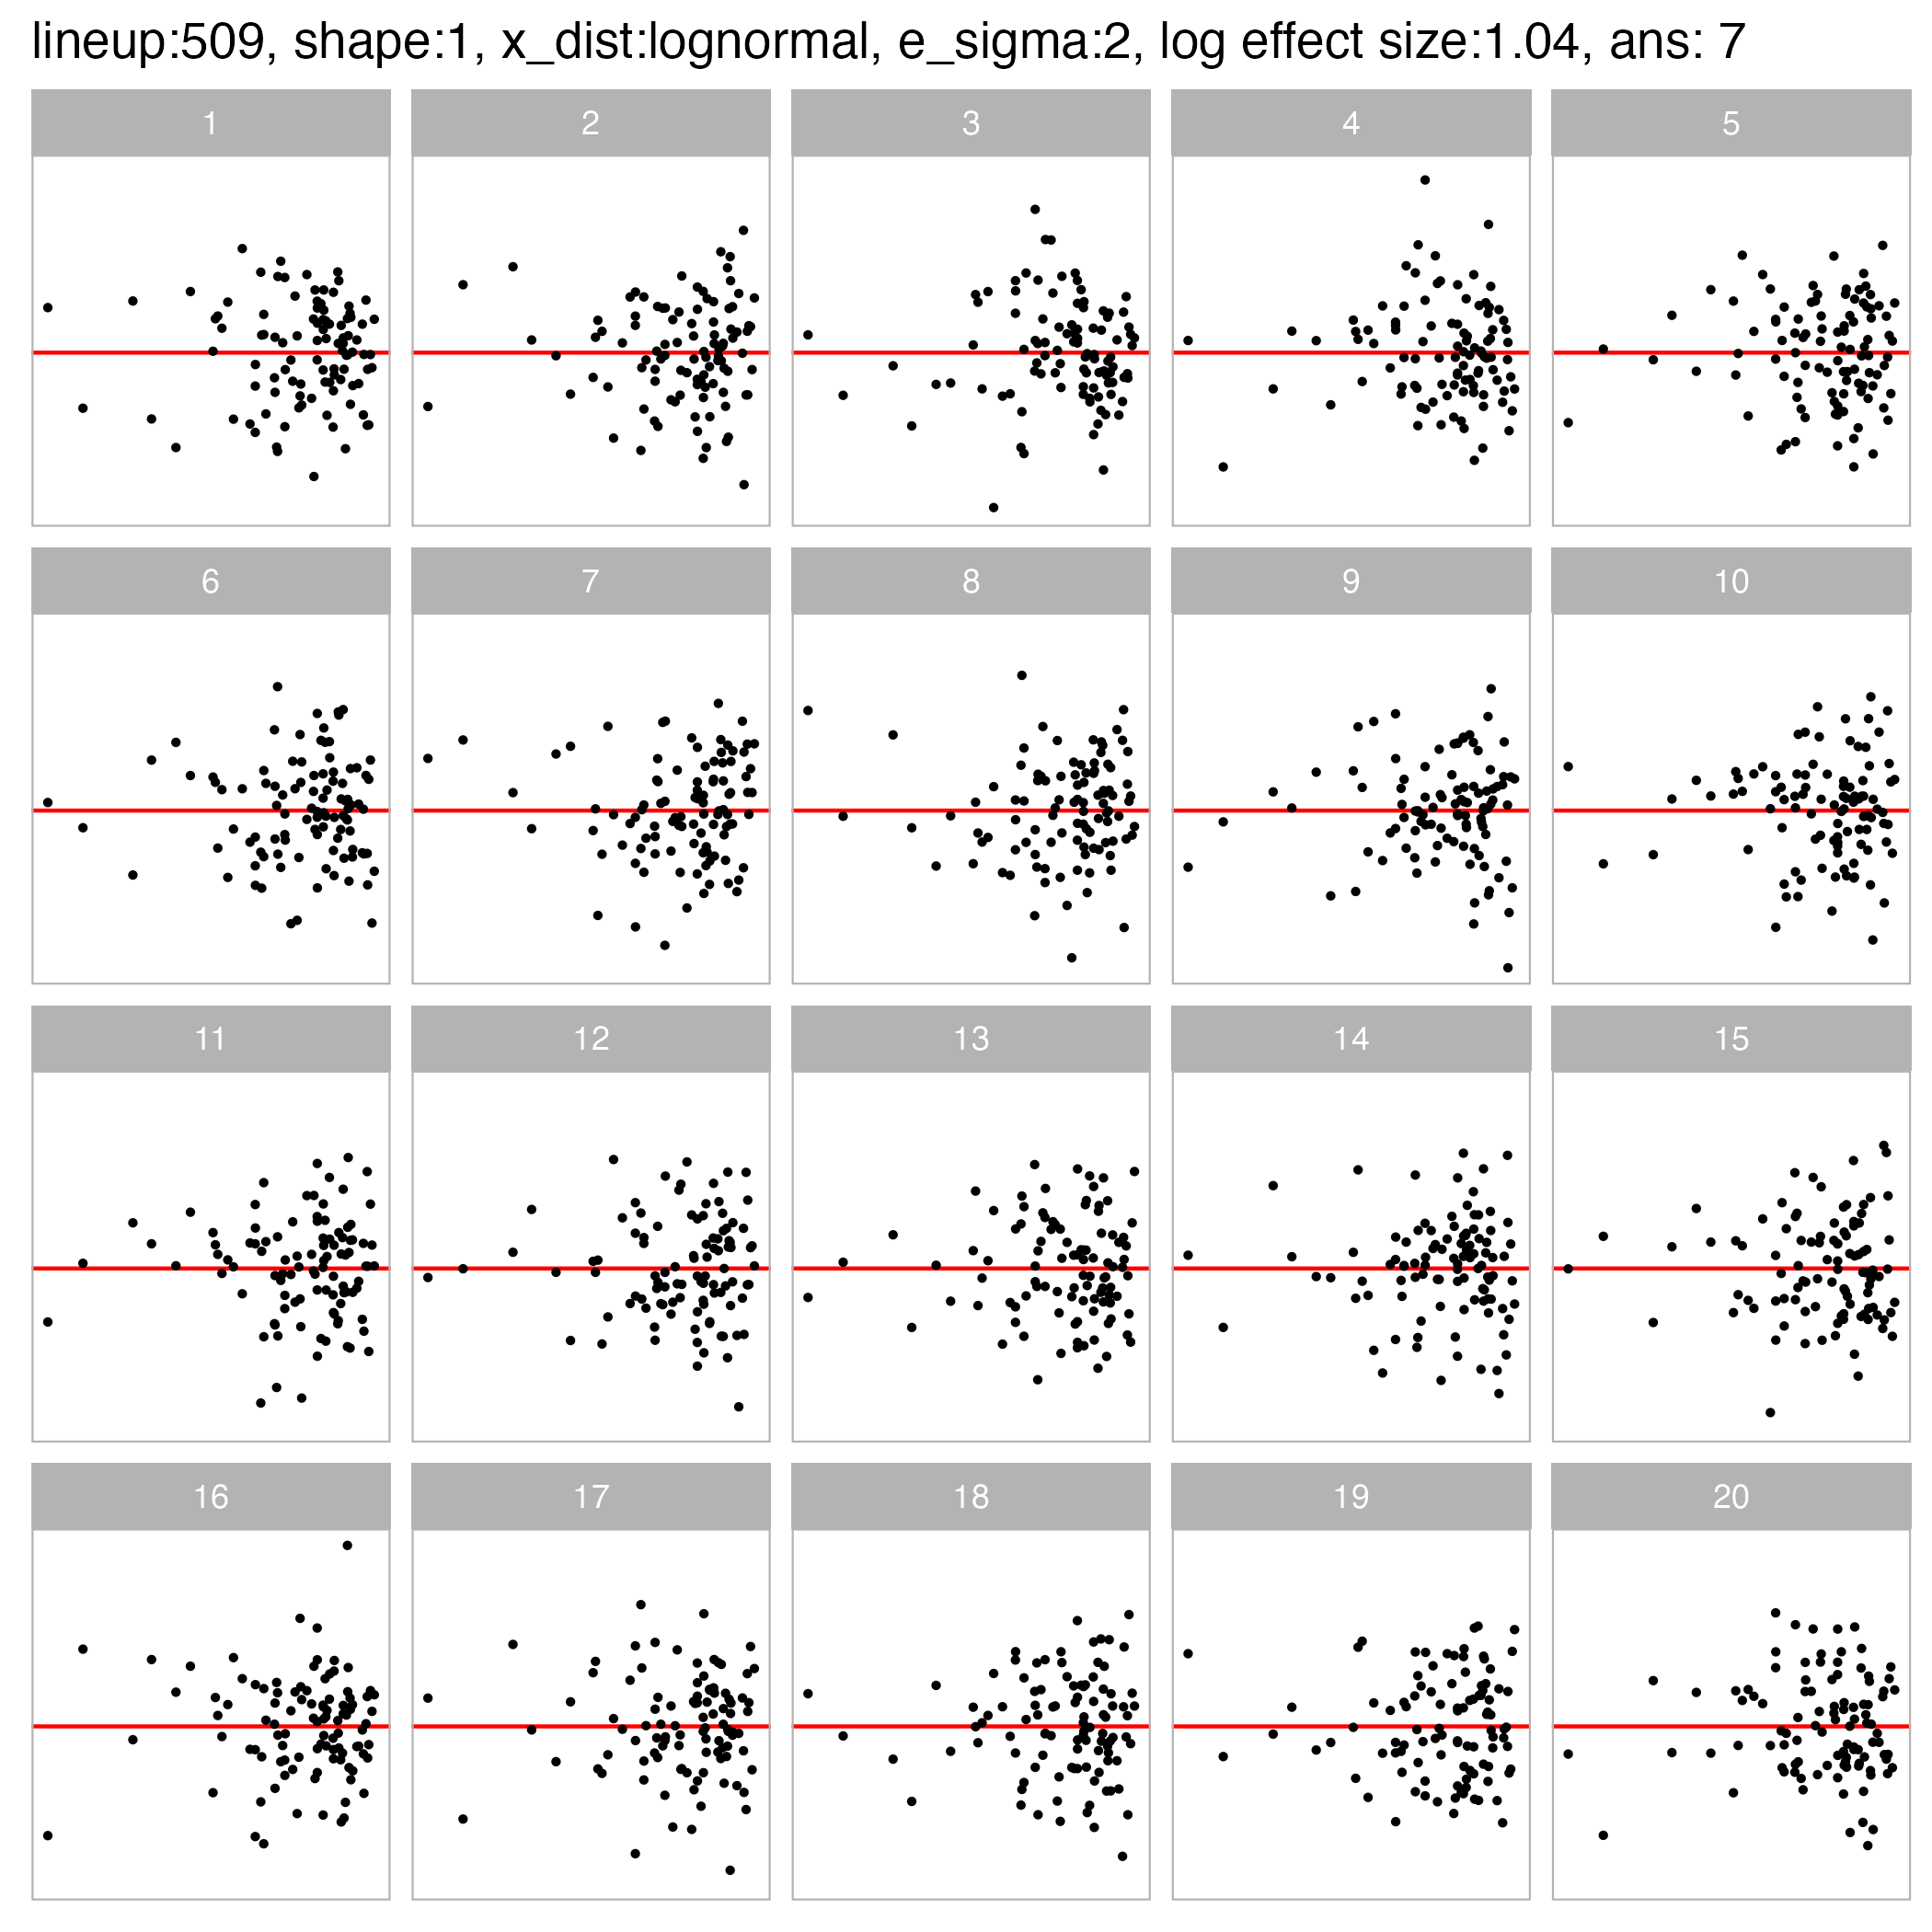 lineup:509, shape:1, x_dist:lognormal, e_sigma:2, log effect size:1.04, ans: 7
1 2 3 4 5
6 7 8 9 10
11 12 13 14 15
16 17 18 19 20